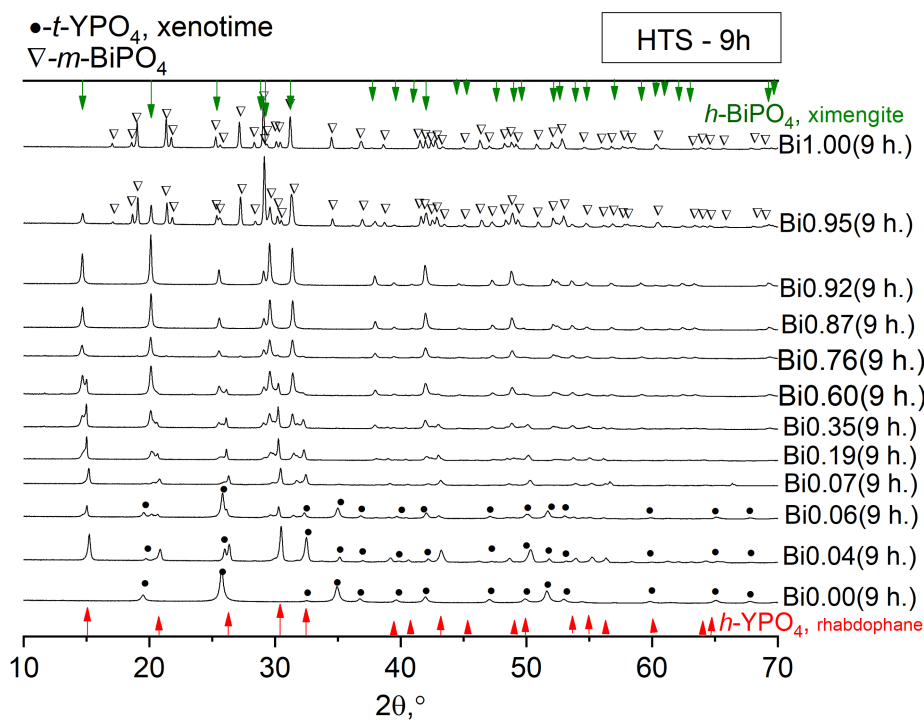 ●-t-YPO₄, xenotime
∇-m-BiPO₄
HTS - 9h
h-BiPO₄, ximengite
Bi1.00(9 h.)
Bi0.95(9 h.)
Bi0.92(9 h.)
Bi0.87(9 h.)
Bi0.76(9 h.)
Bi0.60(9 h.)
Bi0.35(9 h.)
Bi0.19(9 h.)
Bi0.07(9 h.)
Bi0.06(9 h.)
Bi0.04(9 h.)
Bi0.00(9 h.)
h-YPO₄, rhabdophane
10 20 30 40 50 60 70
2θ,°